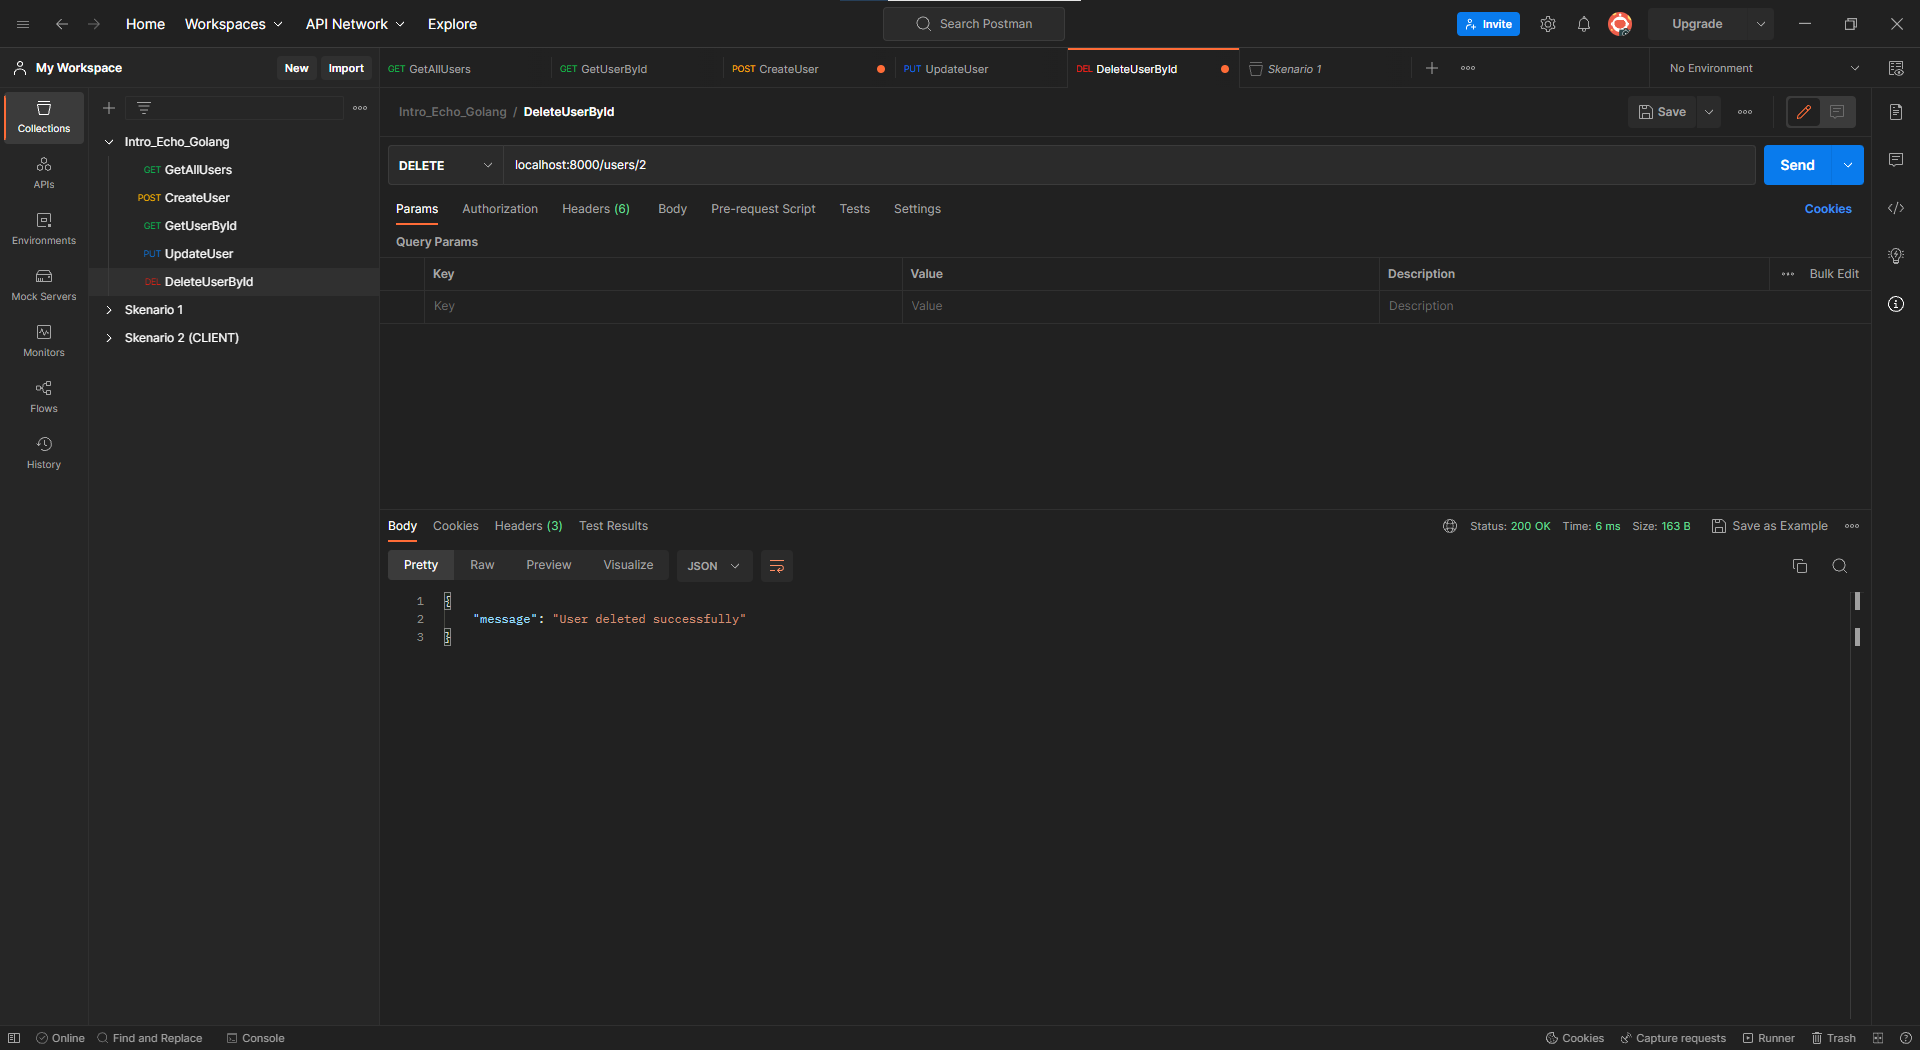 Home Workspaces API Network Explore Search Postman Invite Upgrade
My Workspace New Import GET GetAllUsers GET GetUserById POST CreateUser PUT UpdateUser DEL DeleteUserById Skenario 1 No Environment
Collections
APIs
Environments
Mock Servers
Monitors
Flows
History
Intro_Echo_Golang
GET GetAllUsers
POST CreateUser
GET GetUserById
PUT UpdateUser
DEL DeleteUserById
Skenario 1
Skenario 2 (CLIENT)
Intro_Echo_Golang / DeleteUserById Save
DELETE localhost:8000/users/2 Send
Params Authorization Headers (6) Body Pre-request Script Tests Settings Cookies
Query Params
Key Value Description Bulk Edit
Key Value Description
Body Cookies Headers (3) Test Results Status: 200 OK Time: 6 ms Size: 163 B Save as Example
Pretty Raw Preview Visualize JSON
1 {
2 "message": "User deleted successfully"
3 }
Online Find and Replace Console Cookies Capture requests Runner Trash